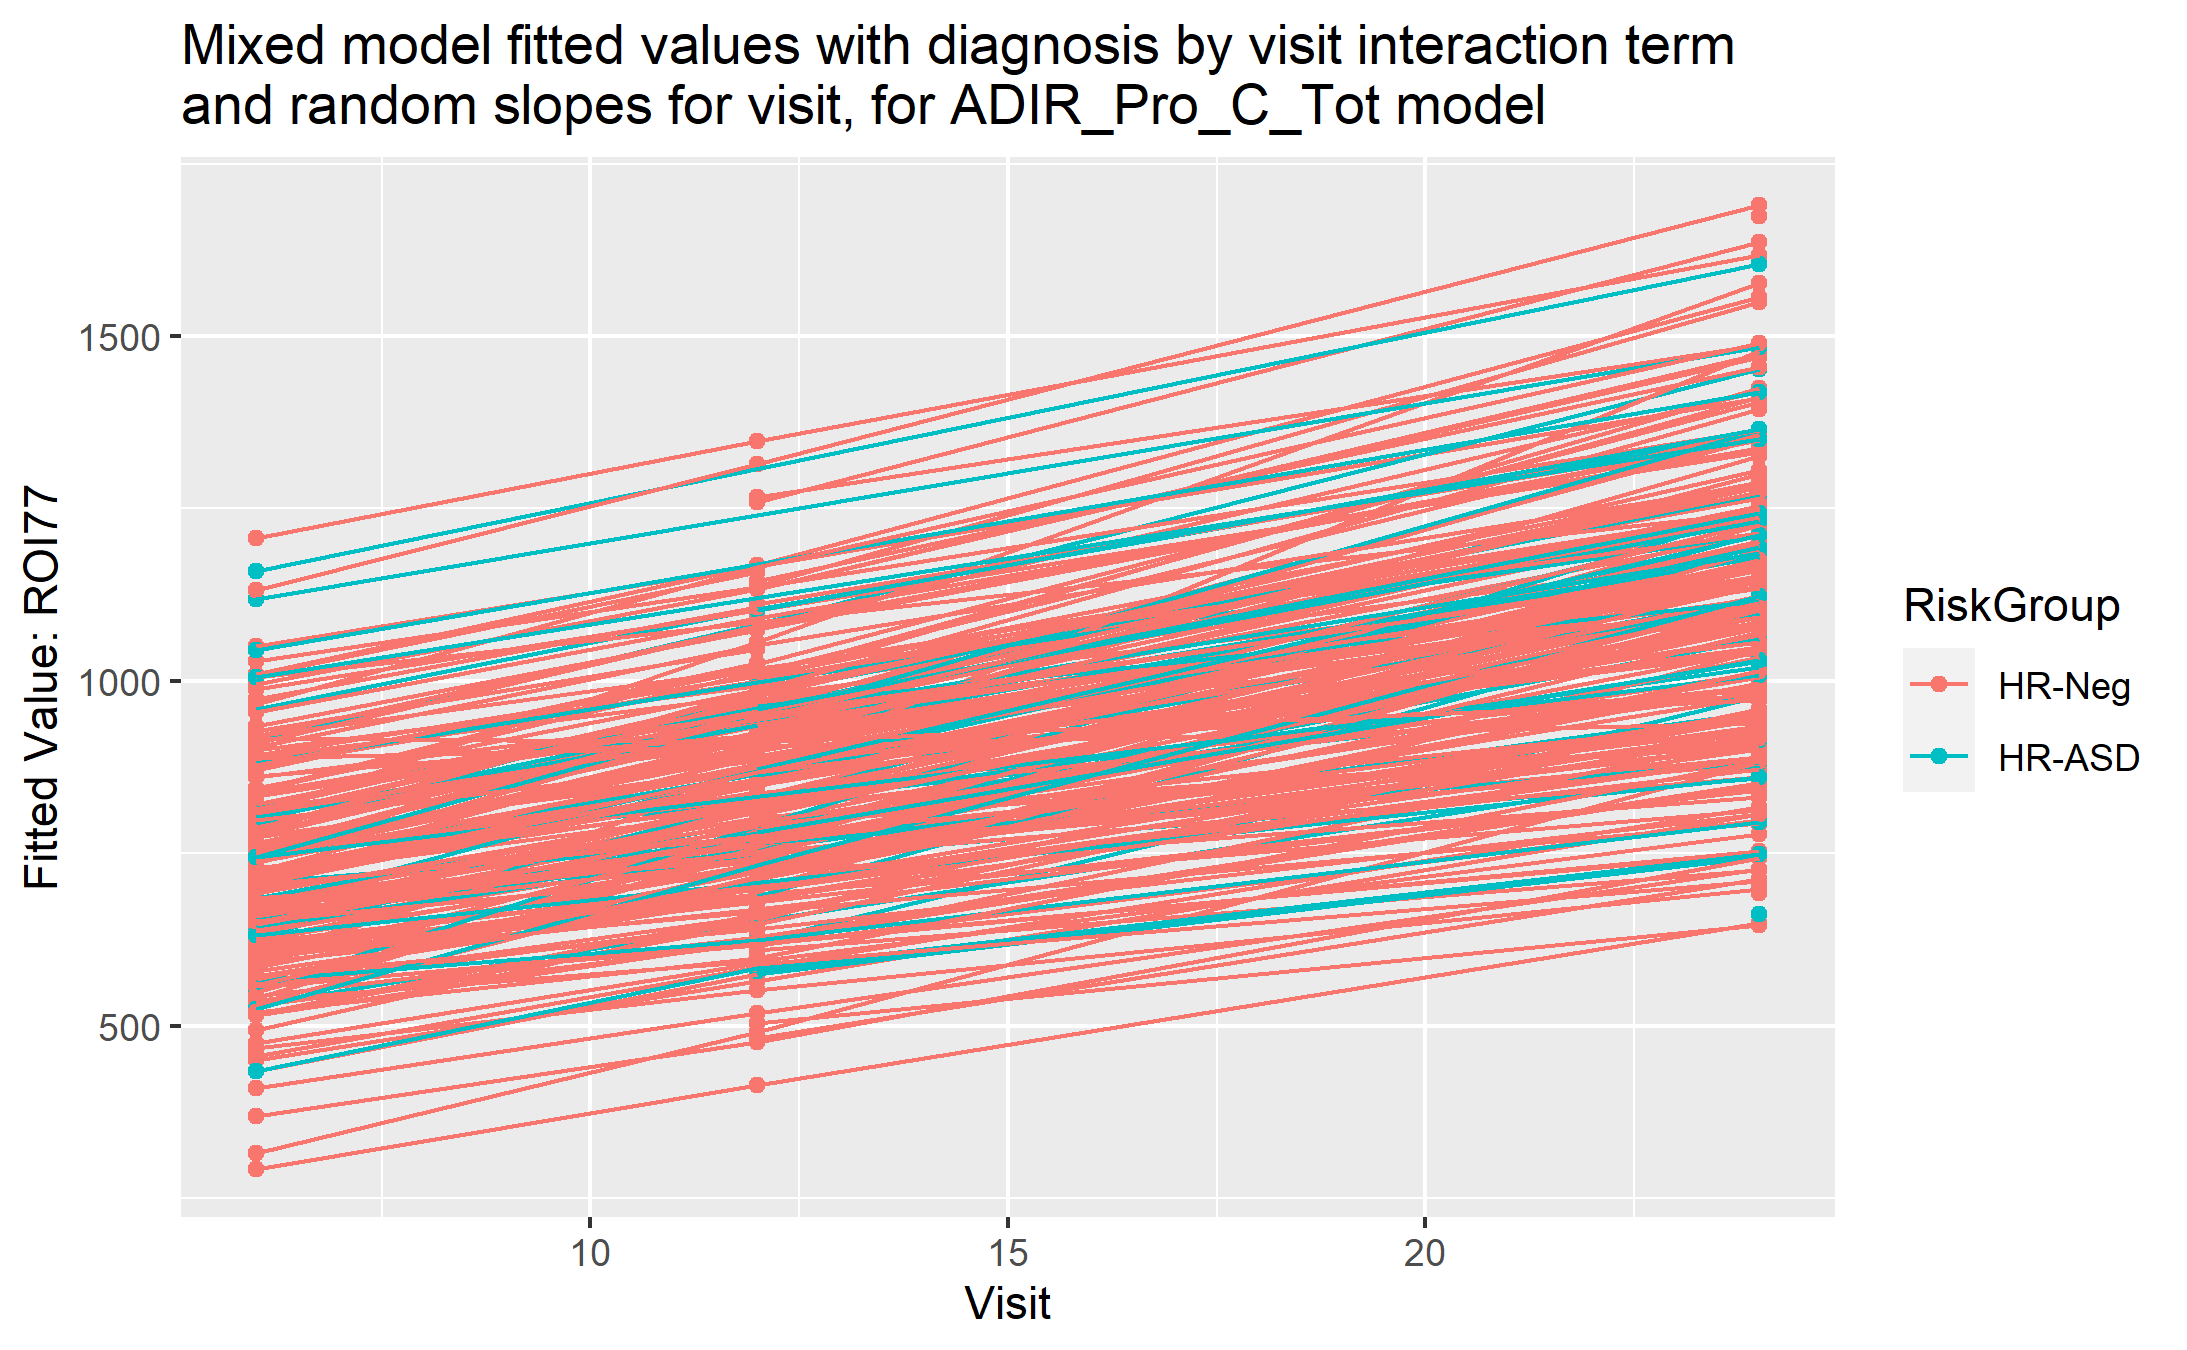 Mixed model fitted values with diagnosis by visit interaction term
and random slopes for visit, for ADIR_Pro_C_Tot model
Fitted Value: ROI77
1500
1000
500
10
15
20
Visit
RiskGroup
HR-Neg
HR-ASD